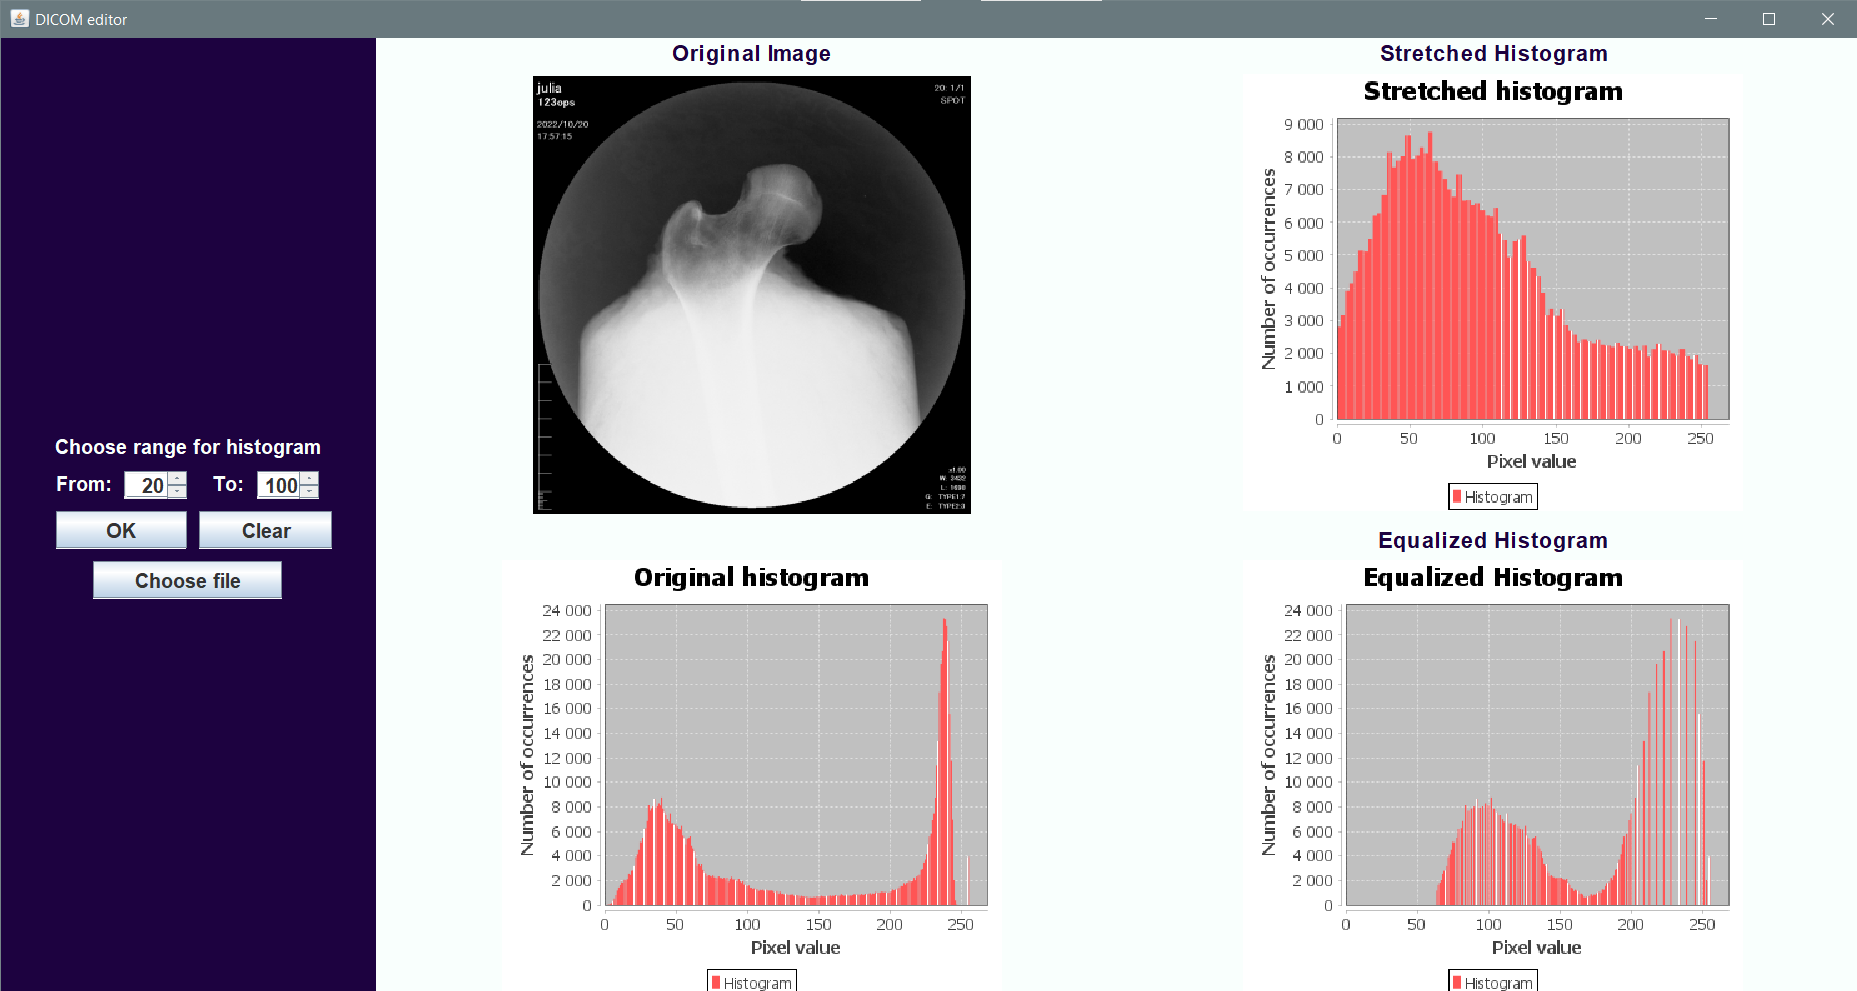 DICOM editor
Choose range for histogram
From: 20 To: 100
OK Clear
Choose file
Original Image
julia
123ops
2022/10/20
17:57:15
SPOT
Original histogram
Number of occurrences
24 000
22 000
20 000
18 000
16 000
14 000
12 000
10 000
8 000
6 000
4 000
2 000
0
0 50 100 150 200 250
Pixel value
Histogram
Stretched Histogram
Stretched histogram
Number of occurrences
9 000
8 000
7 000
6 000
5 000
4 000
3 000
2 000
1 000
0
0 50 100 150 200 250
Pixel value
Histogram
Equalized Histogram
Equalized Histogram
Number of occurrences
24 000
22 000
20 000
18 000
16 000
14 000
12 000
10 000
8 000
6 000
4 000
2 000
0
0 50 100 150 200 250
Pixel value
Histogram